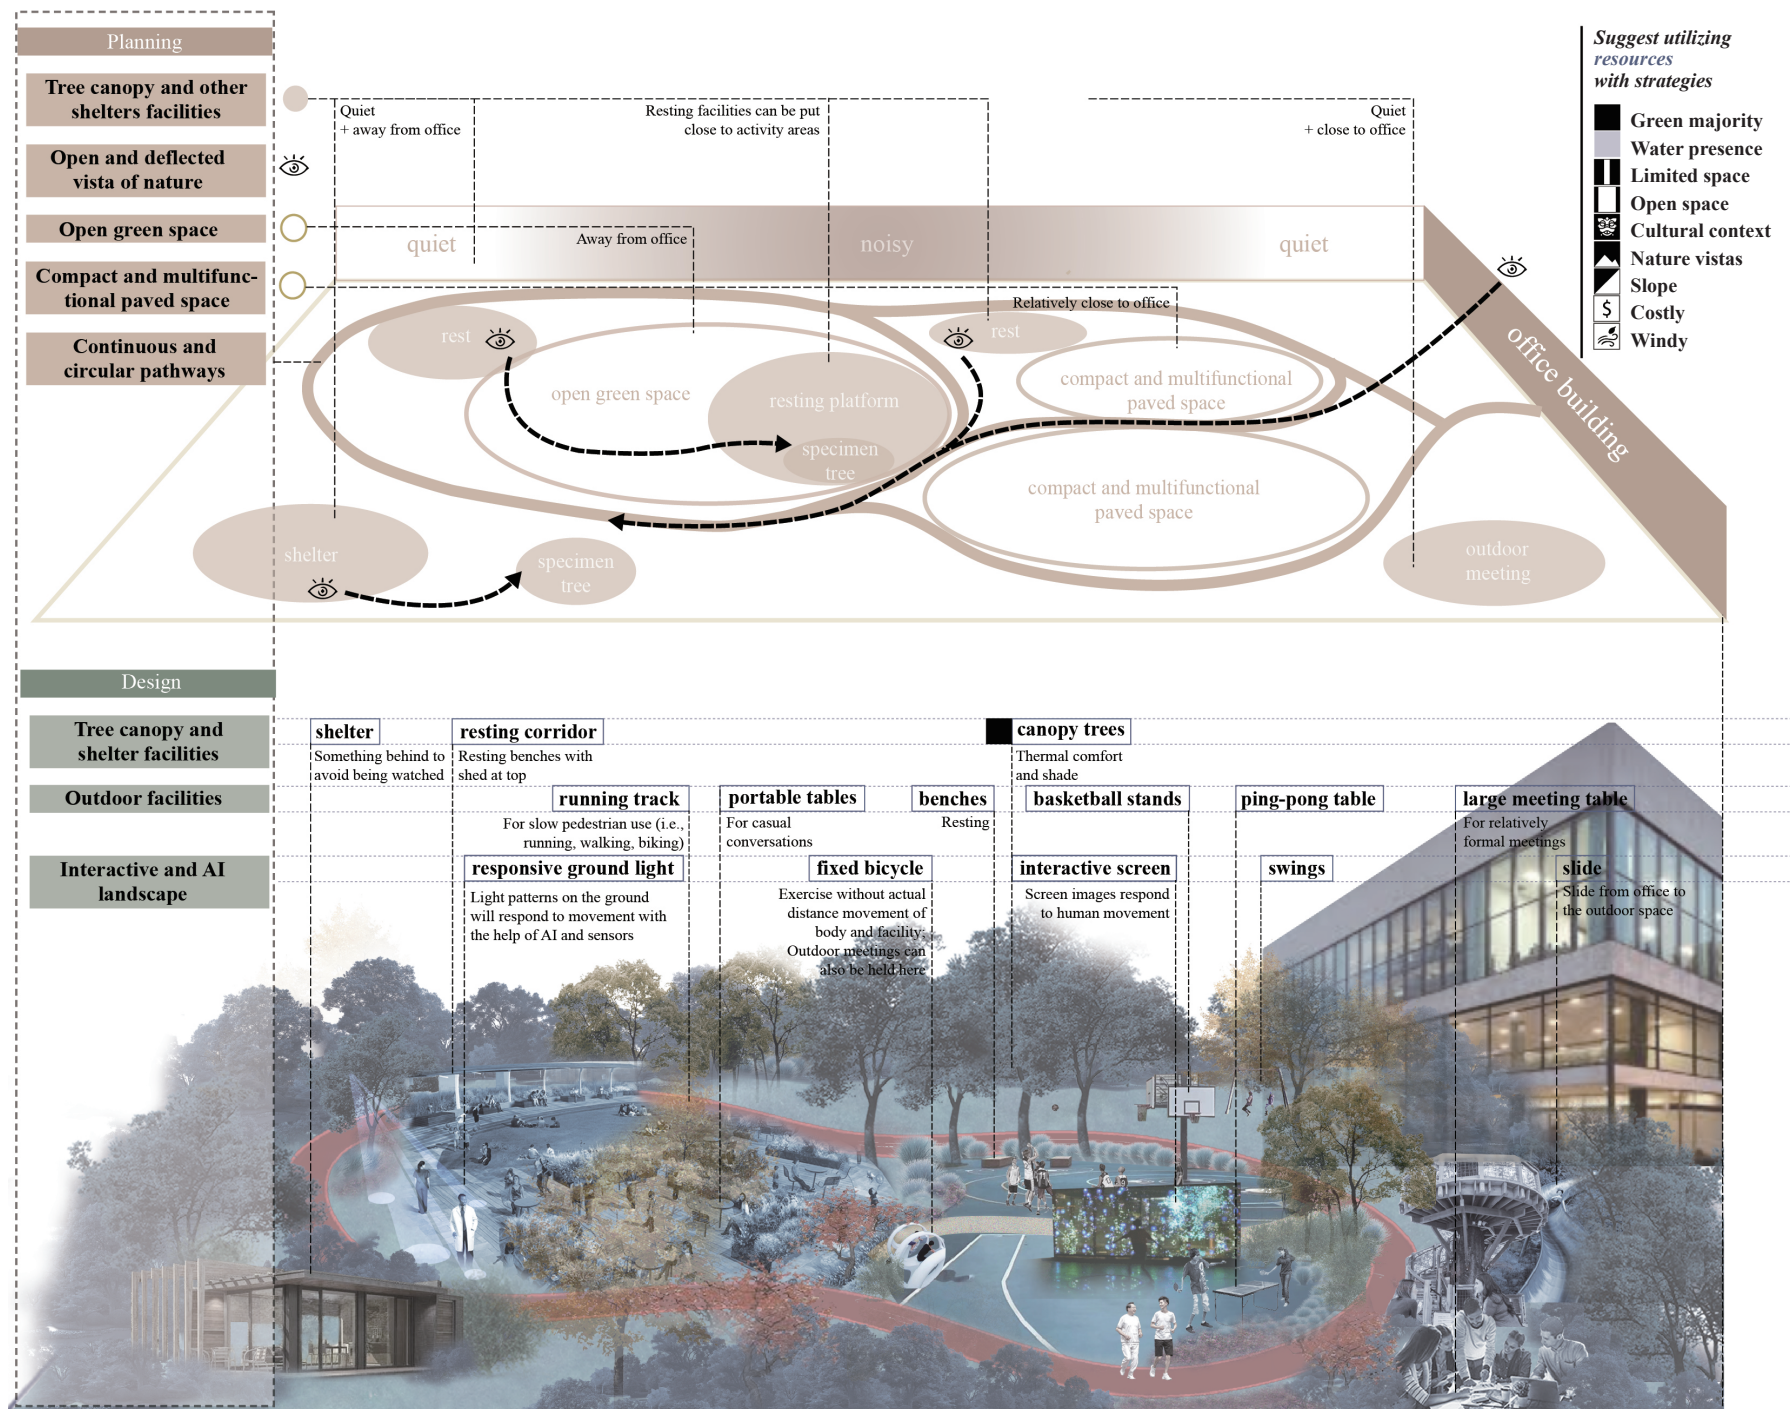 Planning
Tree canopy and other
shelters facilities
Open and deflected
vista of nature
Open green space
Compact and multifunc-
tional paved space
Continuous and
circular pathways
Quiet
+ away from office
Resting facilities can be put
close to activity areas
Quiet
+ close to office
Away from office
Relatively close to office
quiet
noisy
quiet
rest
rest
open green space
resting platform
specimen
tree
compact and multifunctional
paved space
compact and multifunctional
paved space
office building
shelter
specimen
tree
outdoor
meeting
Suggest utilizing
resources
with strategies
Green majority
Water presence
Limited space
Open space
Cultural context
Nature vistas
Slope
$ Costly
Windy
Design
Tree canopy and
shelter facilities
Outdoor facilities
Interactive and AI
landscape
shelter
Something behind to
avoid being watched
resting corridor
Resting benches with
shed at top
canopy trees
Thermal comfort
and shade
running track
For slow pedestrian use (i.e.,
running, walking, biking)
portable tables
For casual
conversations
benches
Resting
basketball stands
ping-pong table
large meeting table
For relatively
formal meetings
responsive ground light
Light patterns on the ground
will respond to movement with
the help of AI and sensors
fixed bicycle
Exercise without actual
distance movement of
body and facility;
Outdoor meetings can
also be held here
interactive screen
Screen images respond
to human movement
swings
slide
Slide from office to
the outdoor space